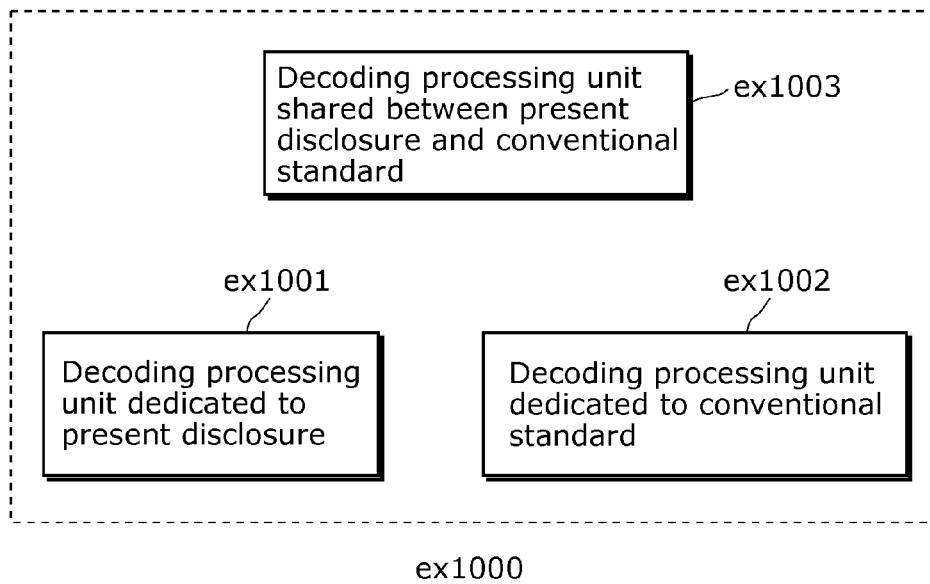 Decoding processing unit
shared between present
disclosure and conventional
standard
ex1003
ex1001
ex1002
Decoding processing
unit dedicated to
present disclosure
Decoding processing unit
dedicated to conventional
standard
ex1000